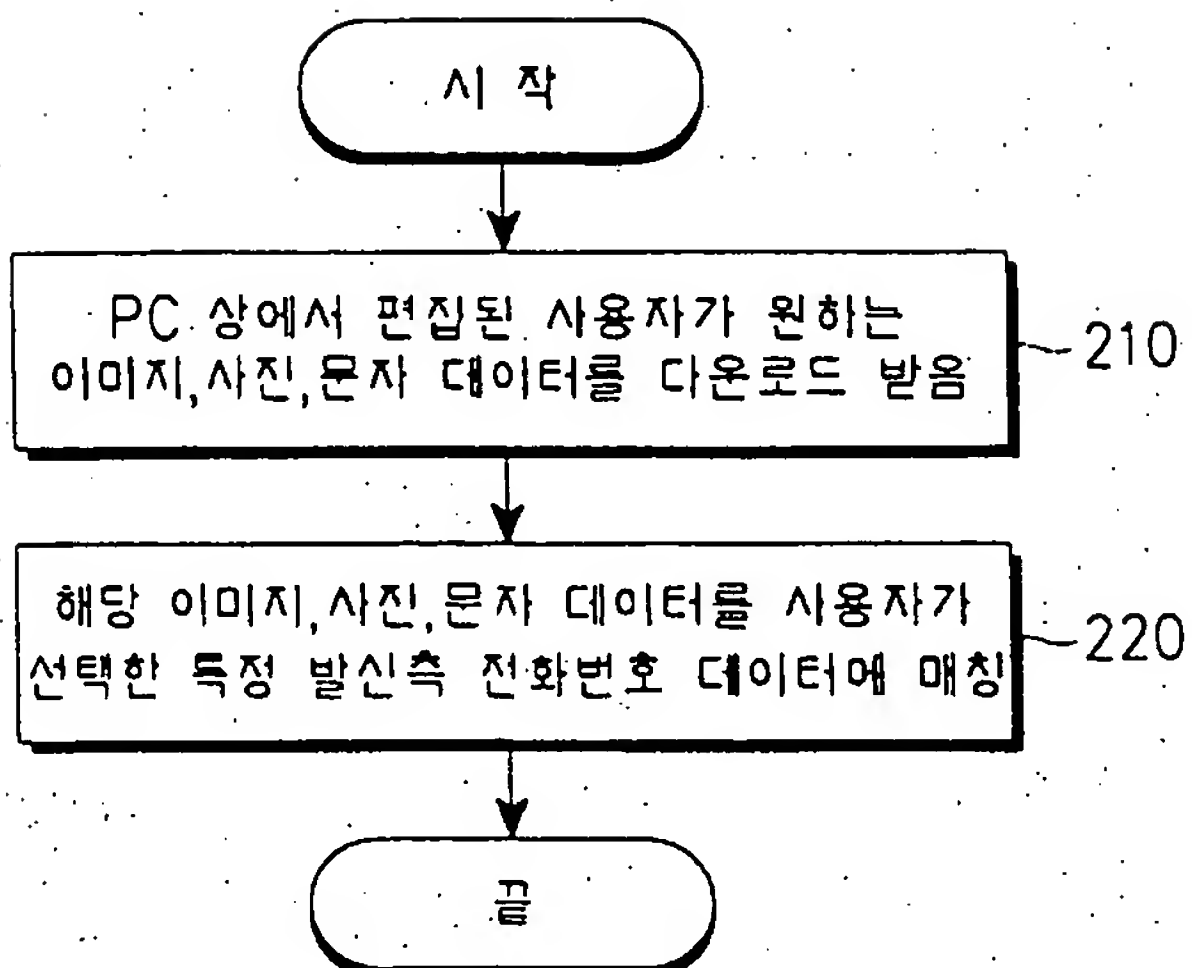 시 작
PC 상에서 편집된 사용자가 원하는
이미지,사진,문자 데이터를 다운로드 받음
210
해당 이미지,사진,문자 데이터를 사용자가
선택한 특정 발신측 전화번호 데이터에 매칭
220
끝